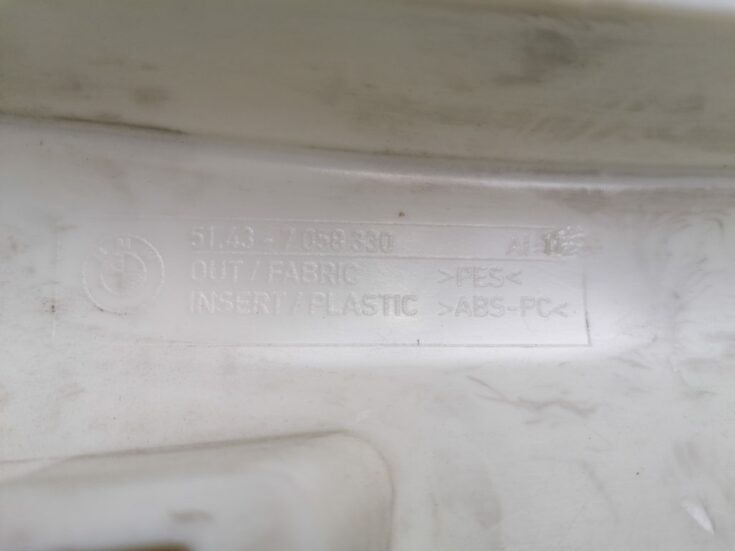 51.43 - 7 058 330
OUT / FABRIC >PES<
INSERT / PLASTIC >ABS-PC<